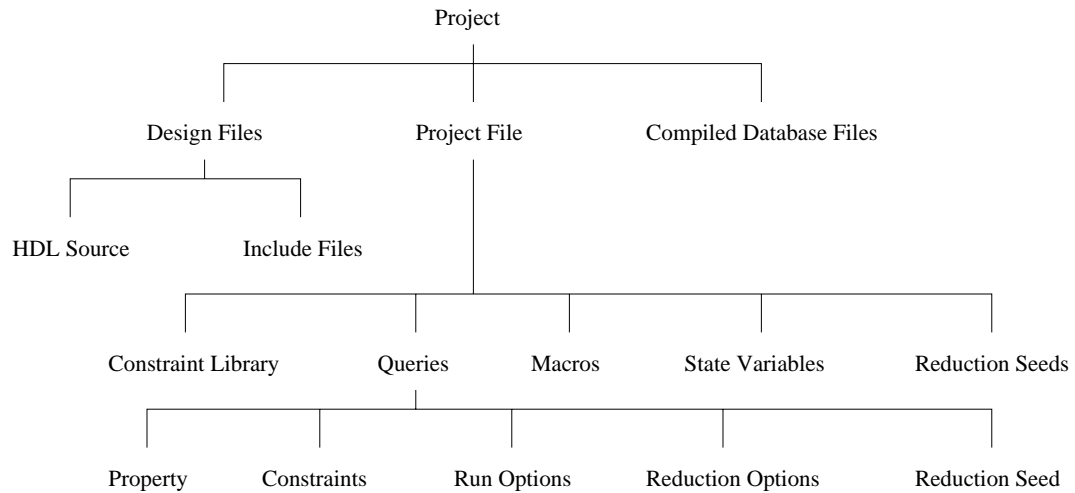 Project
Design Files Project File Compiled Database Files
HDL Source Include Files
Constraint Library Queries Macros State Variables Reduction Seeds
Property Constraints Run Options Reduction Options Reduction Seed